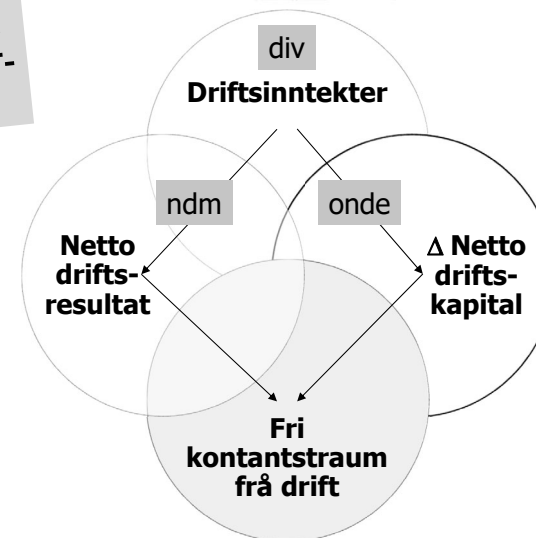 div
Driftsinntekter
ndm
onde
Netto
drifts-
resultat
Δ Netto
drifts-
kapital
Fri
kontantstraum
frå drift